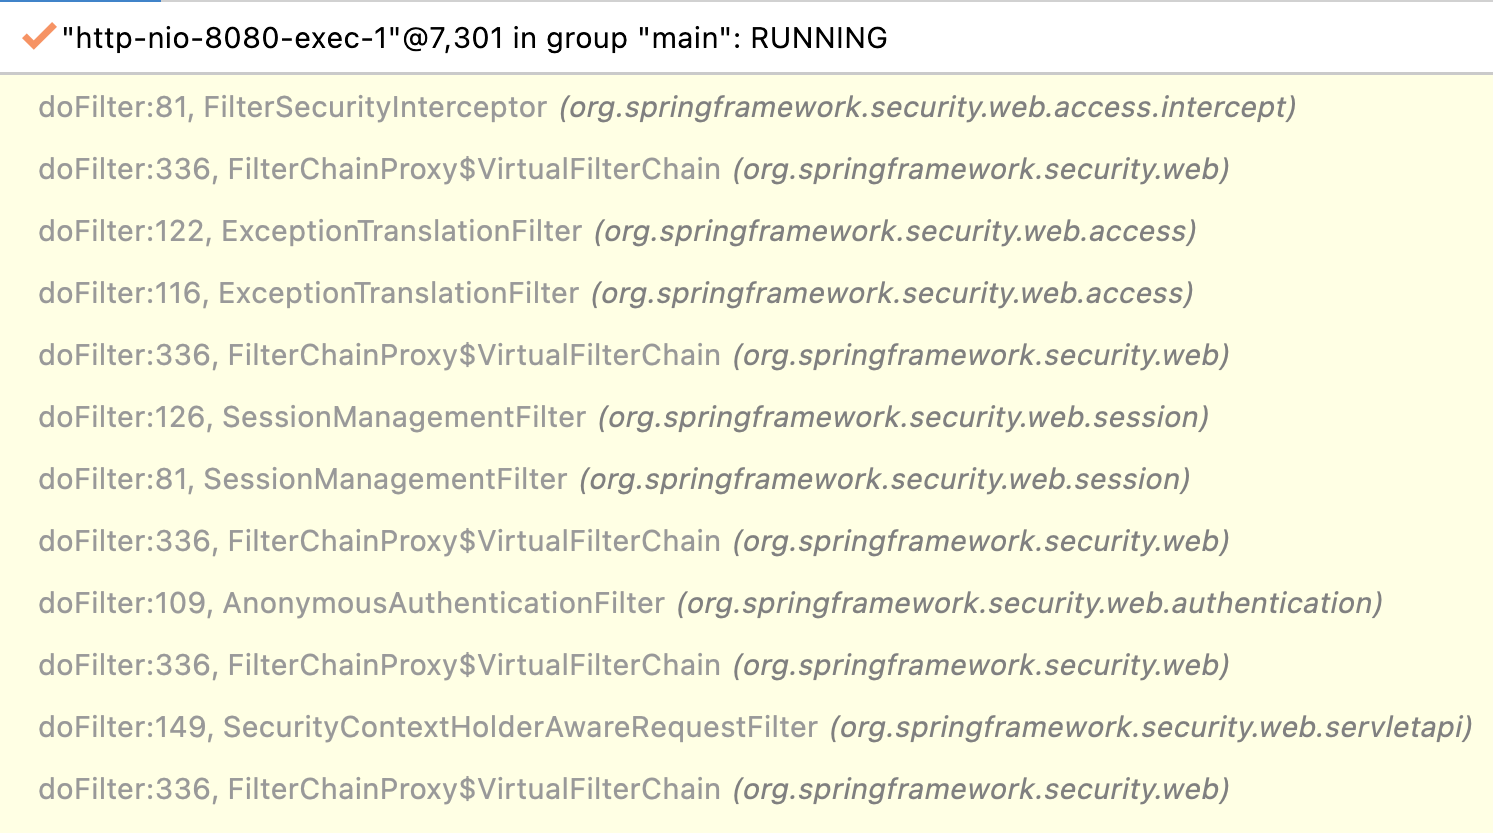 "http-nio-8080-exec-1"@7,301 in group "main": RUNNING
doFilter:81, FilterSecurityInterceptor (org.springframework.security.web.access.intercept)
doFilter:336, FilterChainProxy$VirtualFilterChain (org.springframework.security.web)
doFilter:122, ExceptionTranslationFilter (org.springframework.security.web.access)
doFilter:116, ExceptionTranslationFilter (org.springframework.security.web.access)
doFilter:336, FilterChainProxy$VirtualFilterChain (org.springframework.security.web)
doFilter:126, SessionManagementFilter (org.springframework.security.web.session)
doFilter:81, SessionManagementFilter (org.springframework.security.web.session)
doFilter:336, FilterChainProxy$VirtualFilterChain (org.springframework.security.web)
doFilter:109, AnonymousAuthenticationFilter (org.springframework.security.web.authentication)
doFilter:336, FilterChainProxy$VirtualFilterChain (org.springframework.security.web)
doFilter:149, SecurityContextHolderAwareRequestFilter (org.springframework.security.web.servletapi)
doFilter:336, FilterChainProxy$VirtualFilterChain (org.springframework.security.web)